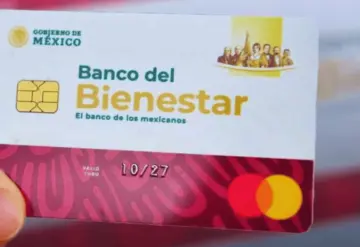 GOBIERNO DE
MÉXICO
Banco del
Bienestar
El banco de los mexicanos
10/27